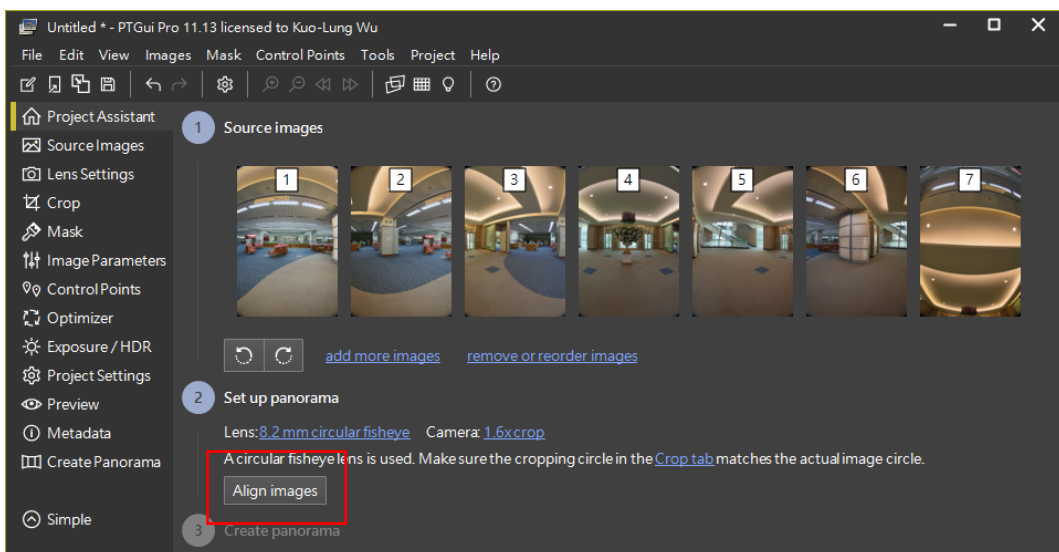 Untitled * - PTGui Pro 11.13 licensed to Kuo-Lung Wu
File Edit View Images Mask Control Points Tools Project Help
Project Assistant
Source Images
Lens Settings
Crop
Mask
Image Parameters
Control Points
Optimizer
Exposure / HDR
Project Settings
Preview
Metadata
Create Panorama
Simple
1 Source images
1 2 3 4 5 6 7
add more images remove or reorder images
2 Set up panorama
Lens: 8.2 mm circular fisheye Camera: 1.6x crop
A circular fisheye lens is used. Make sure the cropping circle in the Crop tab matches the actual image circle.
Align images
3 Create panorama